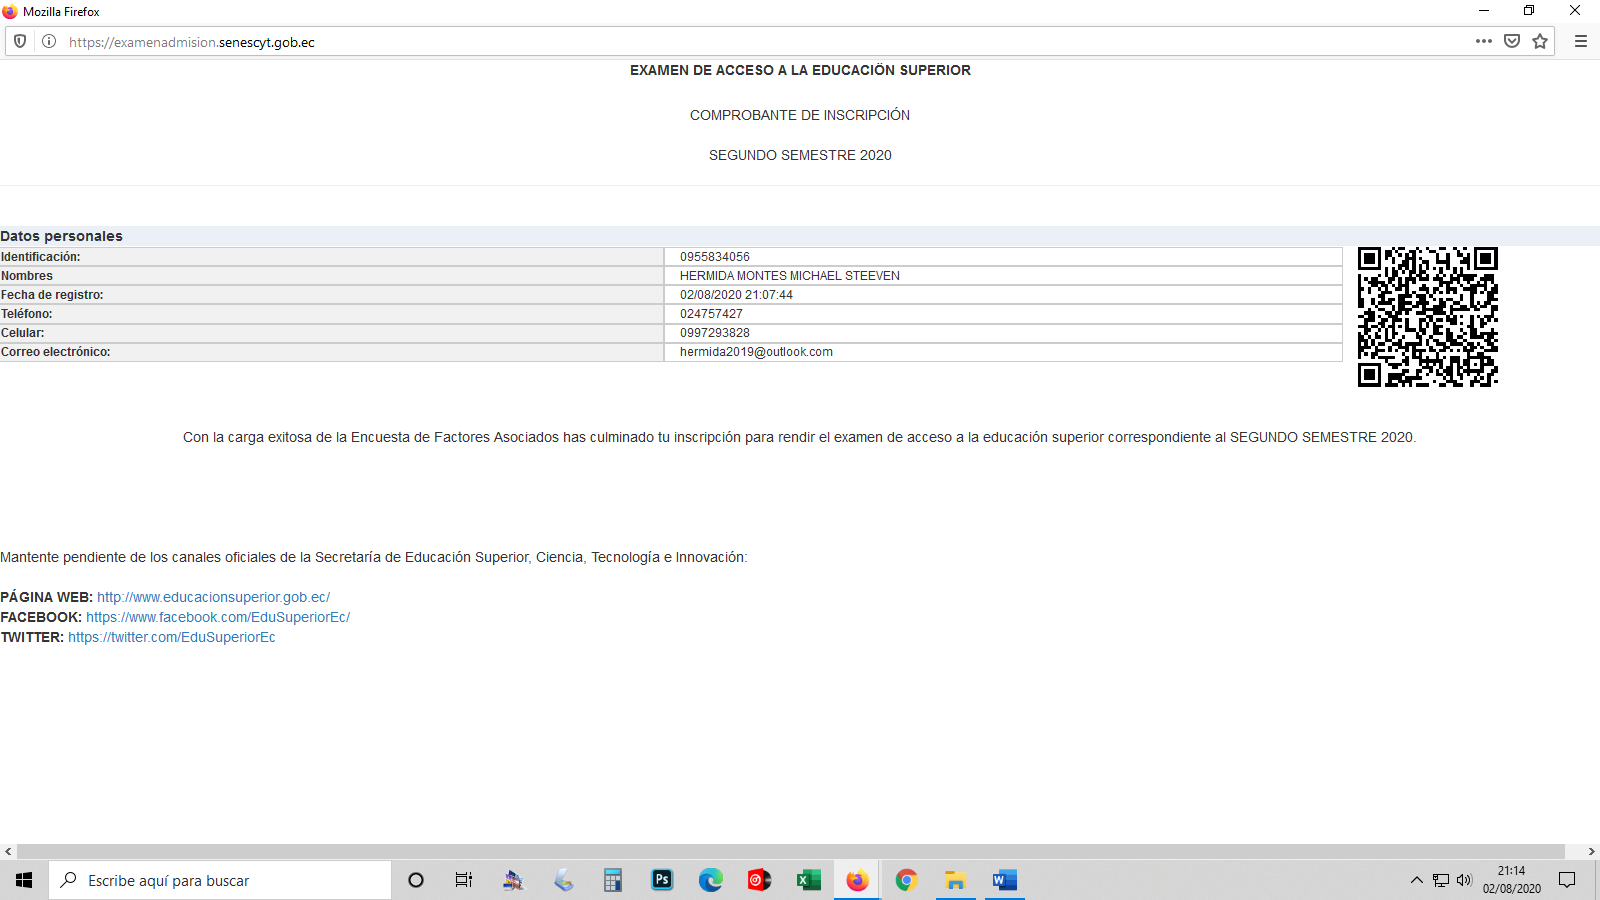 Mozilla Firefox
https://examenadmision.senescyt.gob.ec
EXAMEN DE ACCESO A LA EDUCACIÖN SUPERIOR
COMPROBANTE DE INSCRIPCIÓN
SEGUNDO SEMESTRE 2020
Datos personales
Identificación: 0955834056
Nombres HERMIDA MONTES MICHAEL STEEVEN
Fecha de registro: 02/08/2020 21:07:44
Teléfono: 024757427
Celular: 0997293828
Correo electrónico: hermida2019@outlook.com
Con la carga exitosa de la Encuesta de Factores Asociados has culminado tu inscripción para rendir el examen de acceso a la educación superior correspondiente al SEGUNDO SEMESTRE 2020.
Mantente pendiente de los canales oficiales de la Secretaría de Educación Superior, Ciencia, Tecnología e Innovación:
PÁGINA WEB: http://www.educacionsuperior.gob.ec/
FACEBOOK: https://www.facebook.com/EduSuperiorEc/
TWITTER: https://twitter.com/EduSuperiorEc
Escribe aquí para buscar
Ps
21:14
02/08/2020